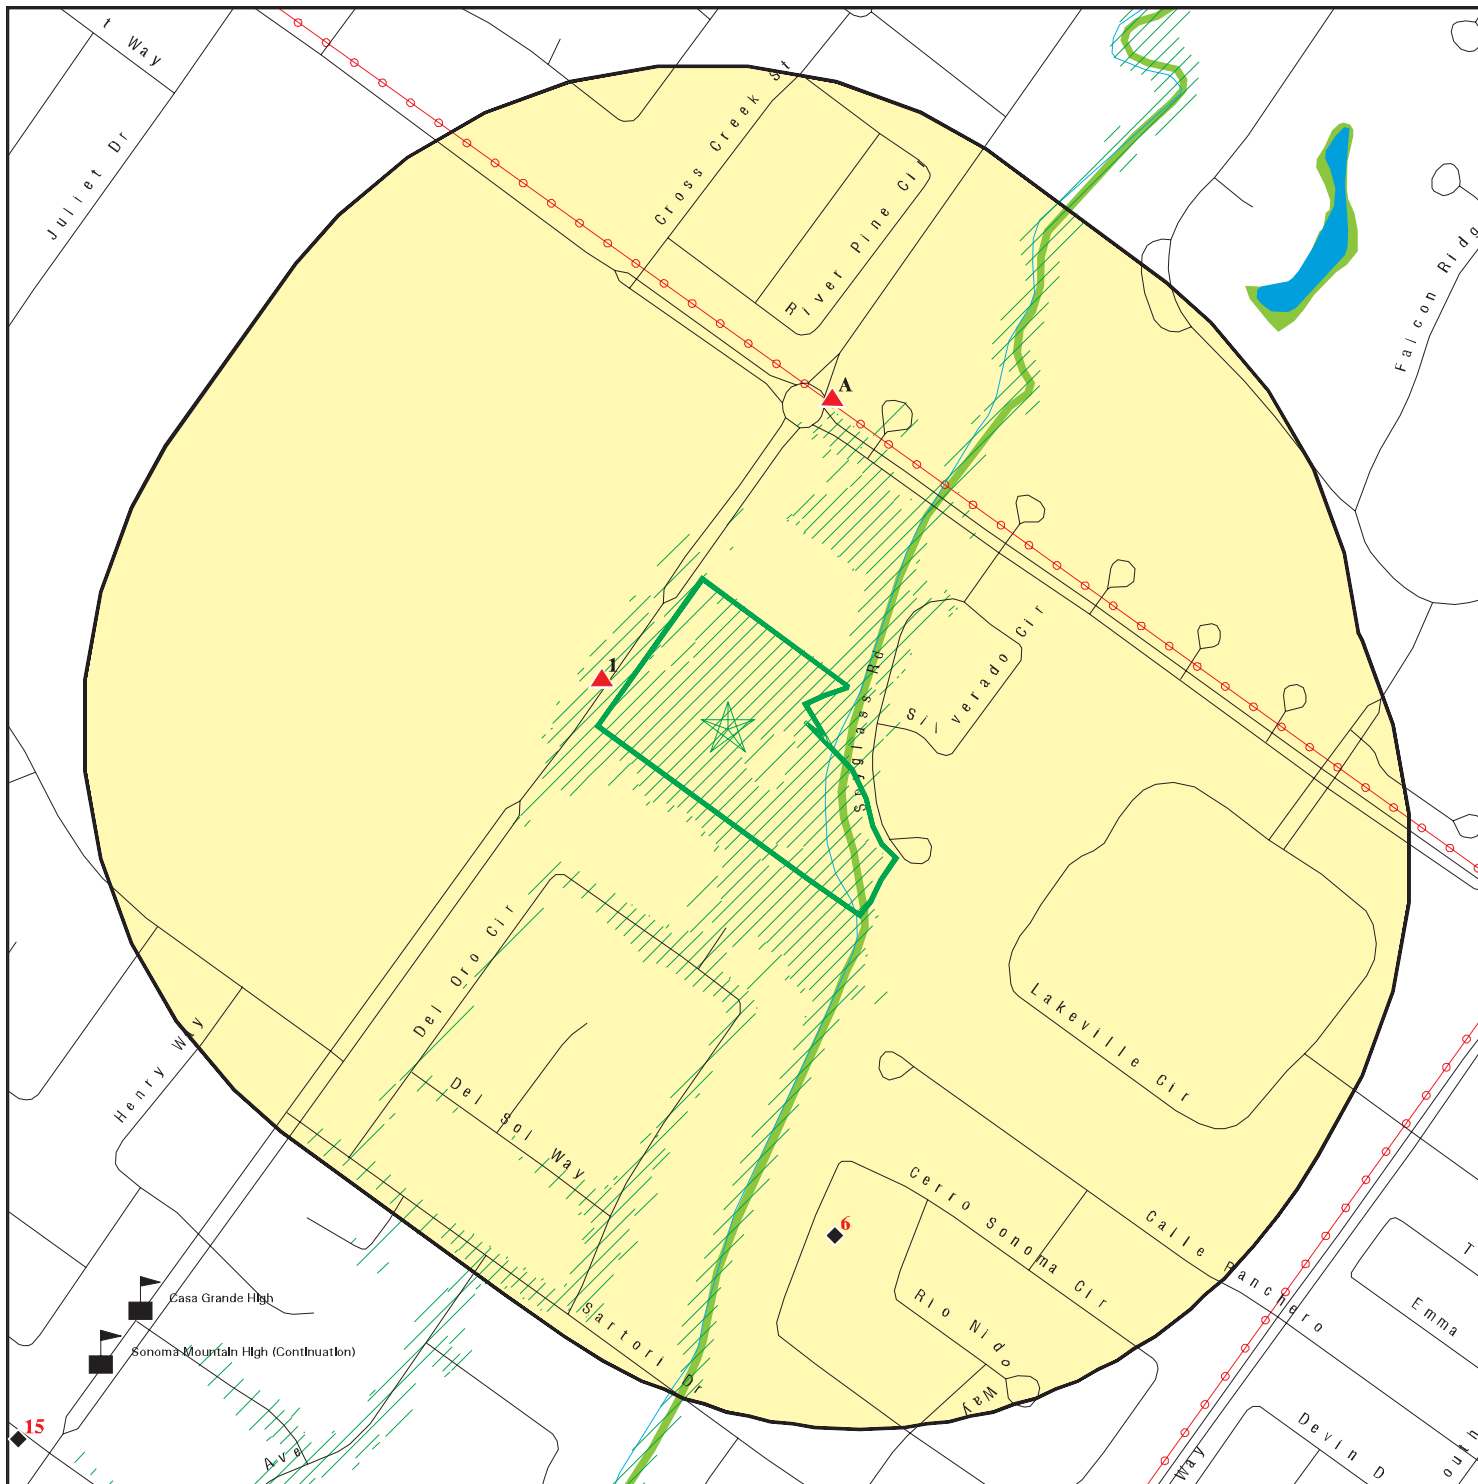 t Way
Juliet Dr
Cross Creek St
River Pine Cir
Falcon Ridg
A
1
Spyglass Rd
Silverado Cir
Del Oro Cir
Lakeville Cir
Henry Way
Del Sol Way
6
Cerro Sonoma Cir
Calle Ranchero
T
Emma
Rio Nido Way
Casa Grande High
Sartori Dr
Sonoma Mountain High (Continuation)
15
Ave
Way
Devin D
ourn